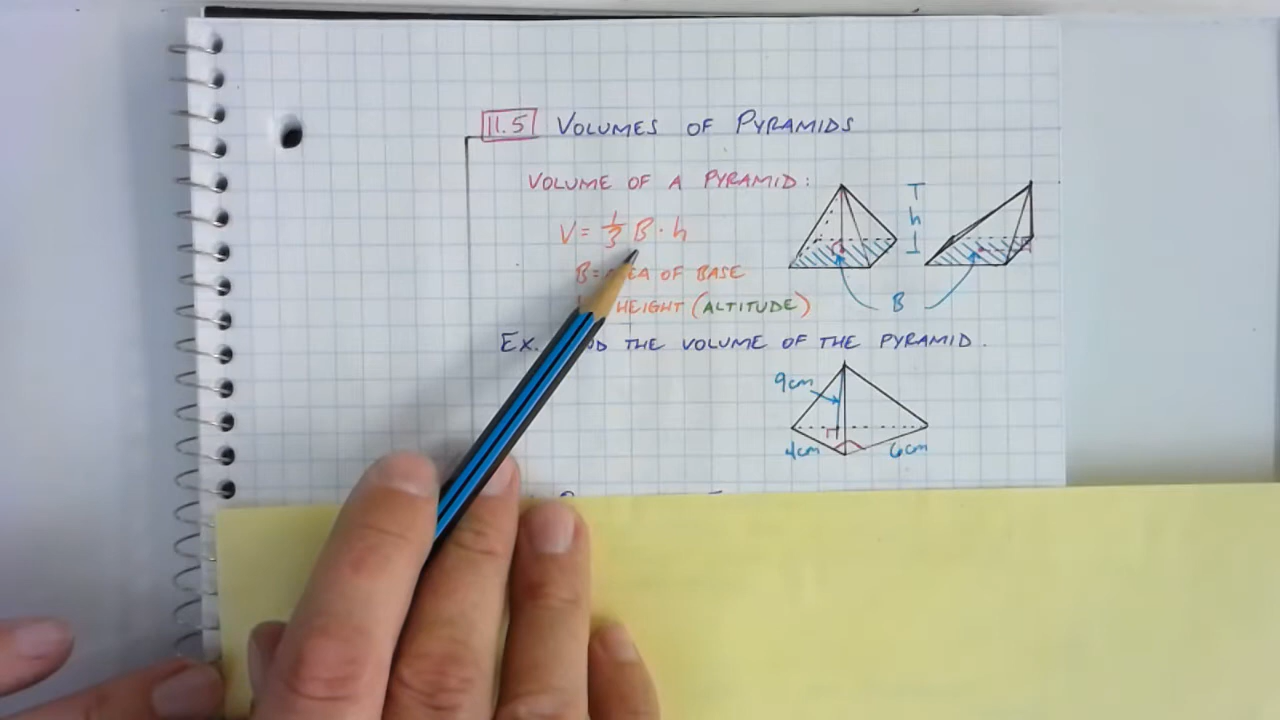 11.5 VOLUMES OF PYRAMIDS
VOLUME OF A PYRAMID:
V = 1/3 B · h
B = AREA OF BASE
HEIGHT (ALTITUDE)
h
B
EX. THE VOLUME OF THE PYRAMID.
9cm
4cm 6cm